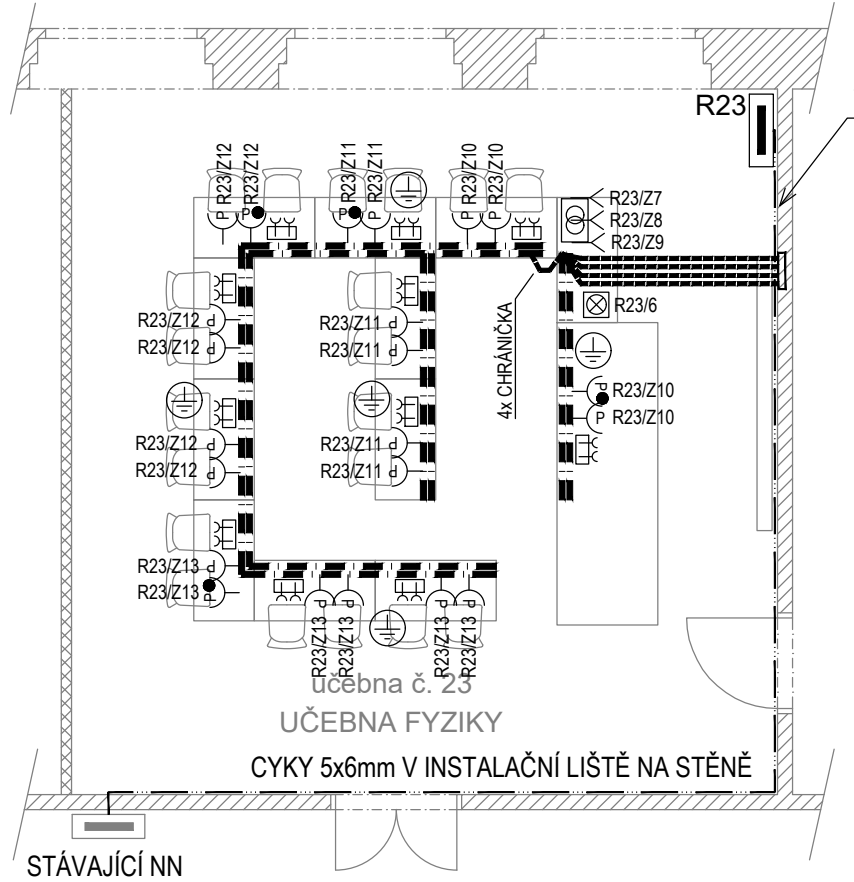 R23
R23/Z12
R23/Z12
R23/Z11
R23/Z11
R23/Z10
R23/Z10
P
P
P
P
P
P
R23/Z7
R23/Z8
R23/Z9
R23/6
4x CHRÁNIČKA
R23/Z12
P
R23/Z12
P
R23/Z11
P
R23/Z11
P
P
R23/Z10
P
R23/Z10
R23/Z12
P
R23/Z12
P
R23/Z11
P
R23/Z11
P
R23/Z13
P
R23/Z13
P
P
P
P
P
R23/Z13
R23/Z13
R23/Z13
R23/Z13
učebna č. 23
UČEBNA FYZIKY
CYKY 5x6mm V INSTALAČNÍ LIŠTĚ NA STĚNĚ
STÁVAJÍCÍ NN